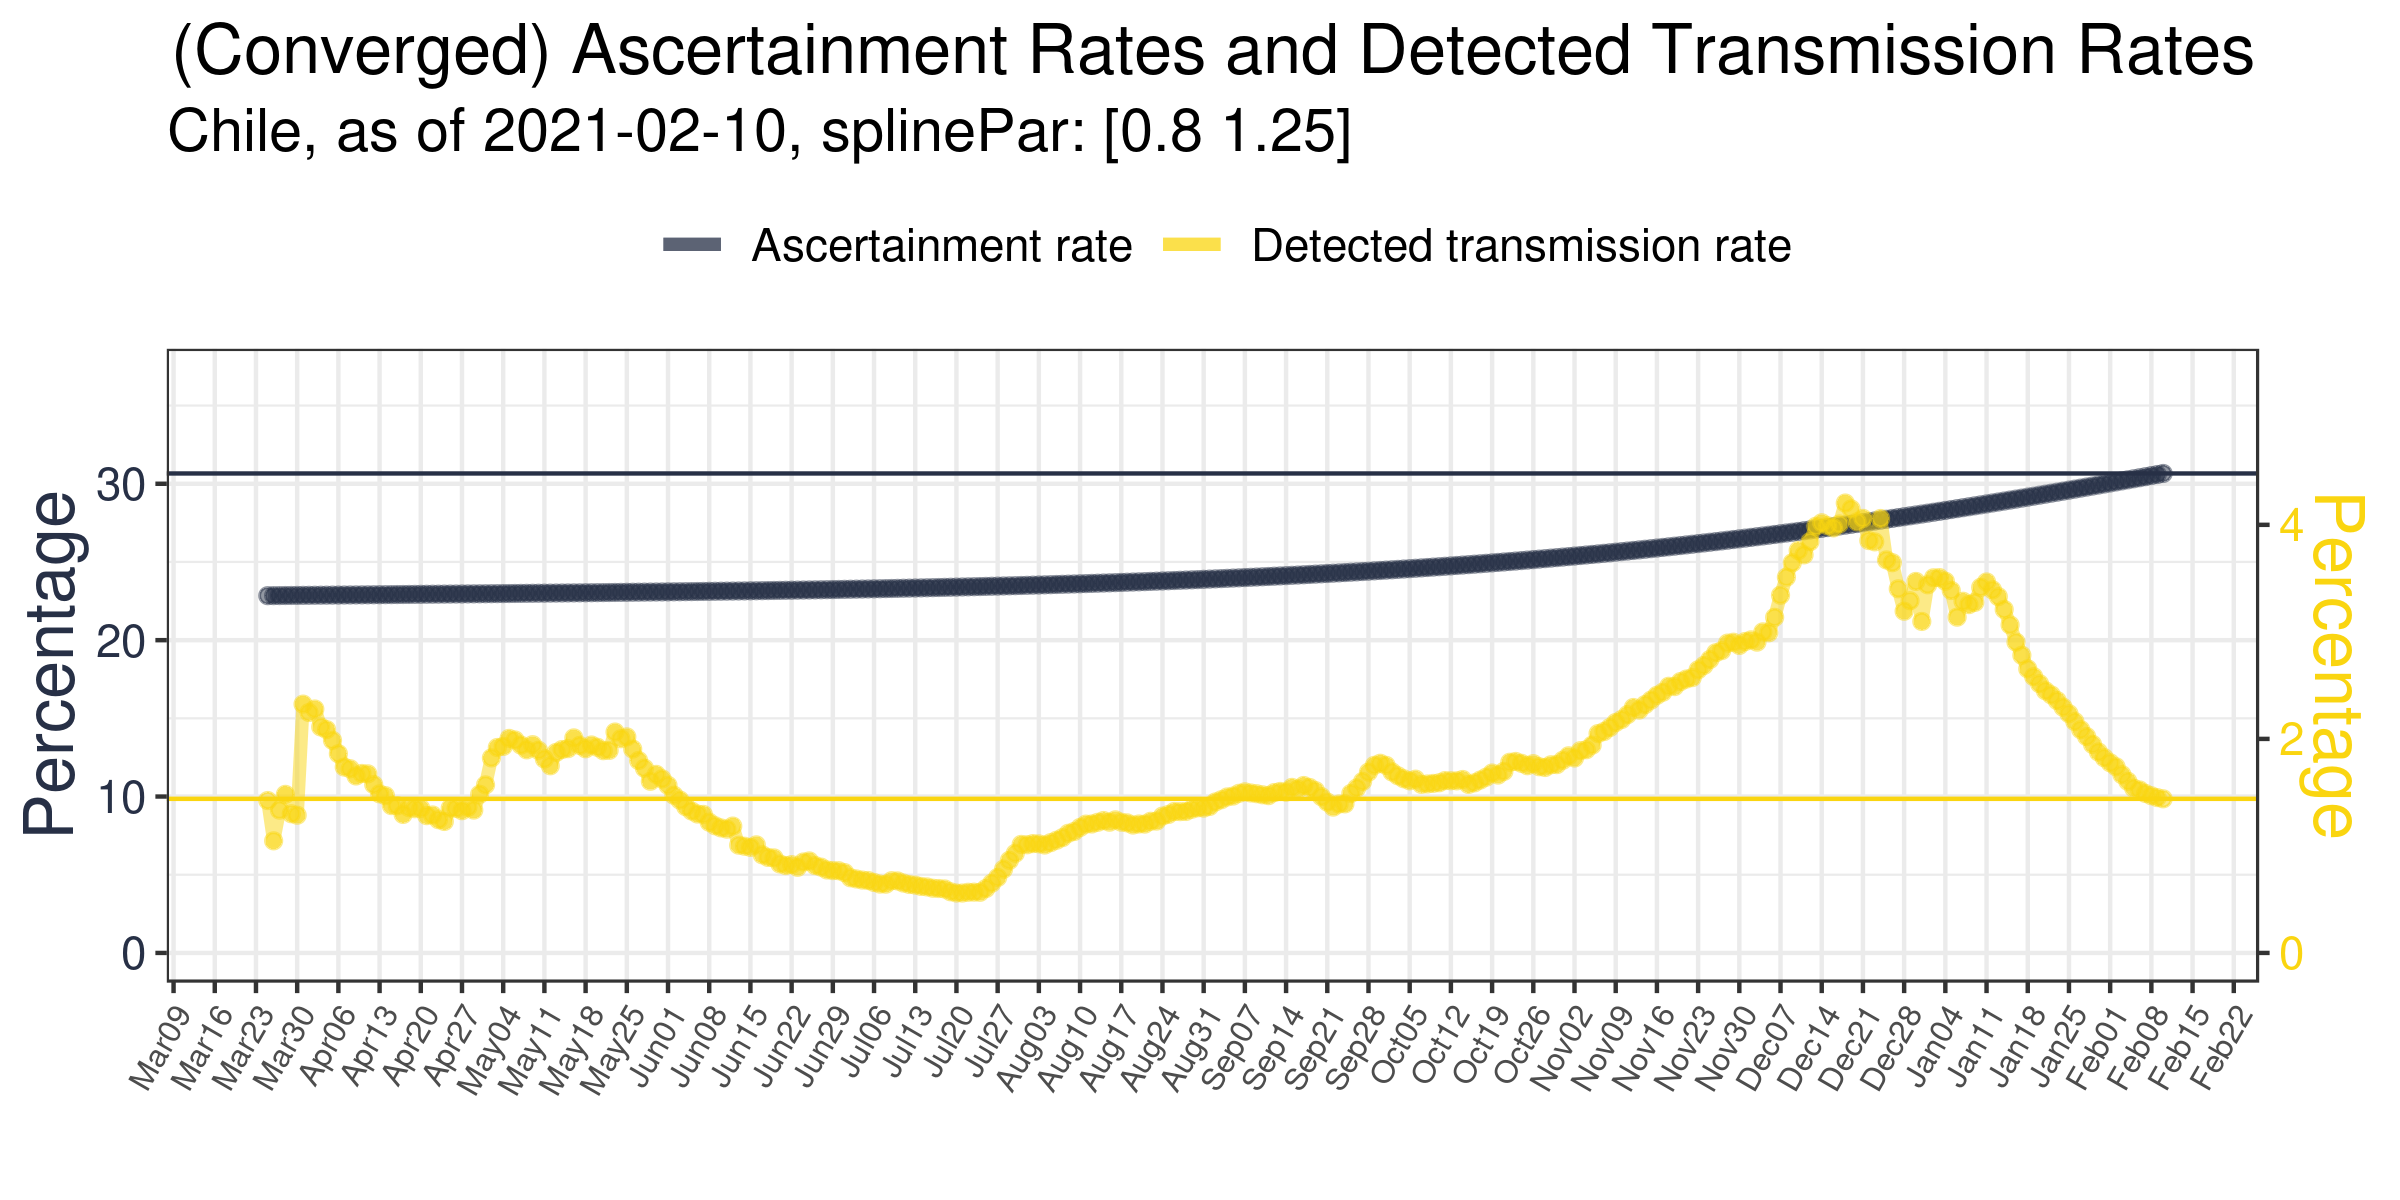 (Converged) Ascertainment Rates and Detected Transmission Rates
Chile, as of 2021-02-10, splinePar: [0.8 1.25]
Ascertainment rate
Detected transmission rate
Percentage
30
20
10
0
Percentage
4
2
0
Mar09
Mar16
Mar23
Mar30
Apr06
Apr13
Apr20
Apr27
May04
May11
May18
May25
Jun01
Jun08
Jun15
Jun22
Jun29
Jul06
Jul13
Jul20
Jul27
Aug03
Aug10
Aug17
Aug24
Aug31
Sep07
Sep14
Sep21
Sep28
Oct05
Oct12
Oct19
Oct26
Nov02
Nov09
Nov16
Nov23
Nov30
Dec07
Dec14
Dec21
Dec28
Jan04
Jan11
Jan18
Jan25
Feb01
Feb08
Feb15
Feb22